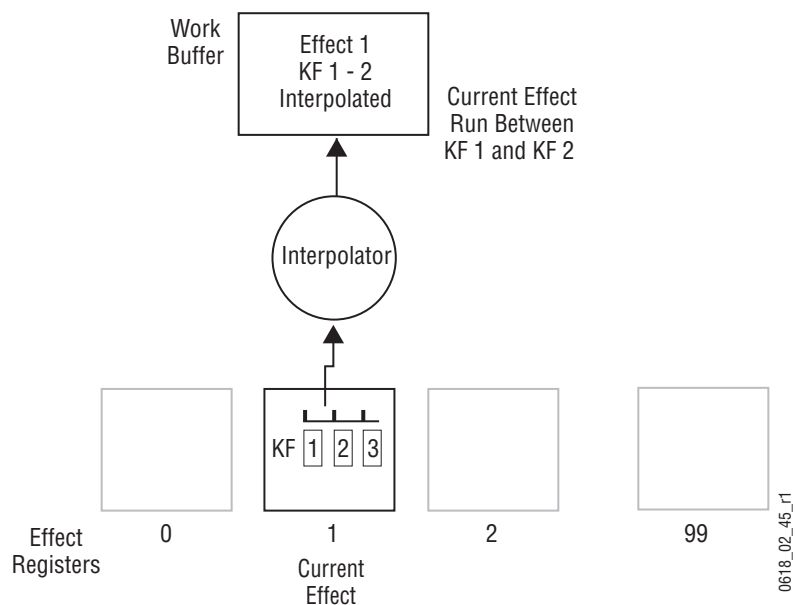 Work
Buffer
Effect 1
KF 1 - 2
Interpolated
Current Effect
Run Between
KF 1 and KF 2
Interpolator
KF 1 2 3
Effect
Registers
0
1
2
99
Current
Effect
0618_02_45_r1